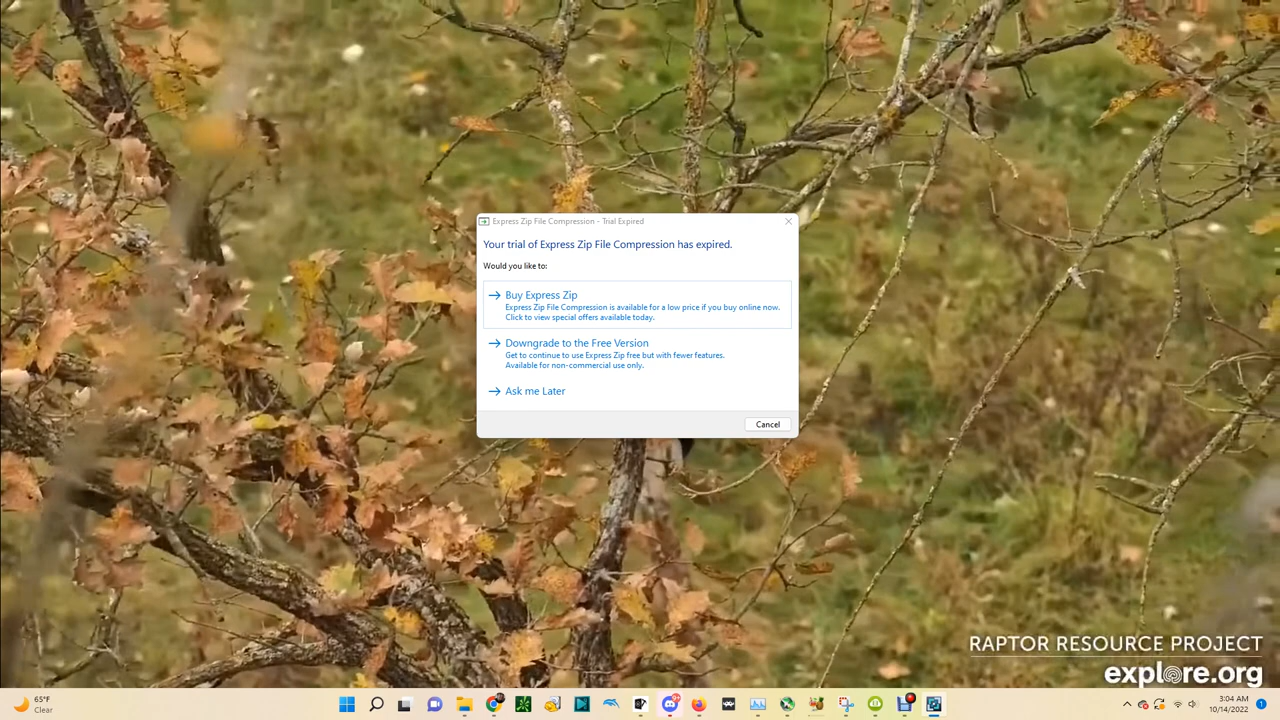 Express Zip File Compression - Trial Expired
Your trial of Express Zip File Compression has expired.
Would you like to:
Buy Express Zip
Express Zip File Compression is available for a low price if you buy online now.
Click to view special offers available today.
Downgrade to the Free Version
Get to continue to use Express Zip free but with fewer features.
Available for non-commercial use only.
Ask me Later
Cancel
RAPTOR RESOURCE PROJECT
explore.org
65°F
Clear
9+
3:04 AM
10/14/2022
1